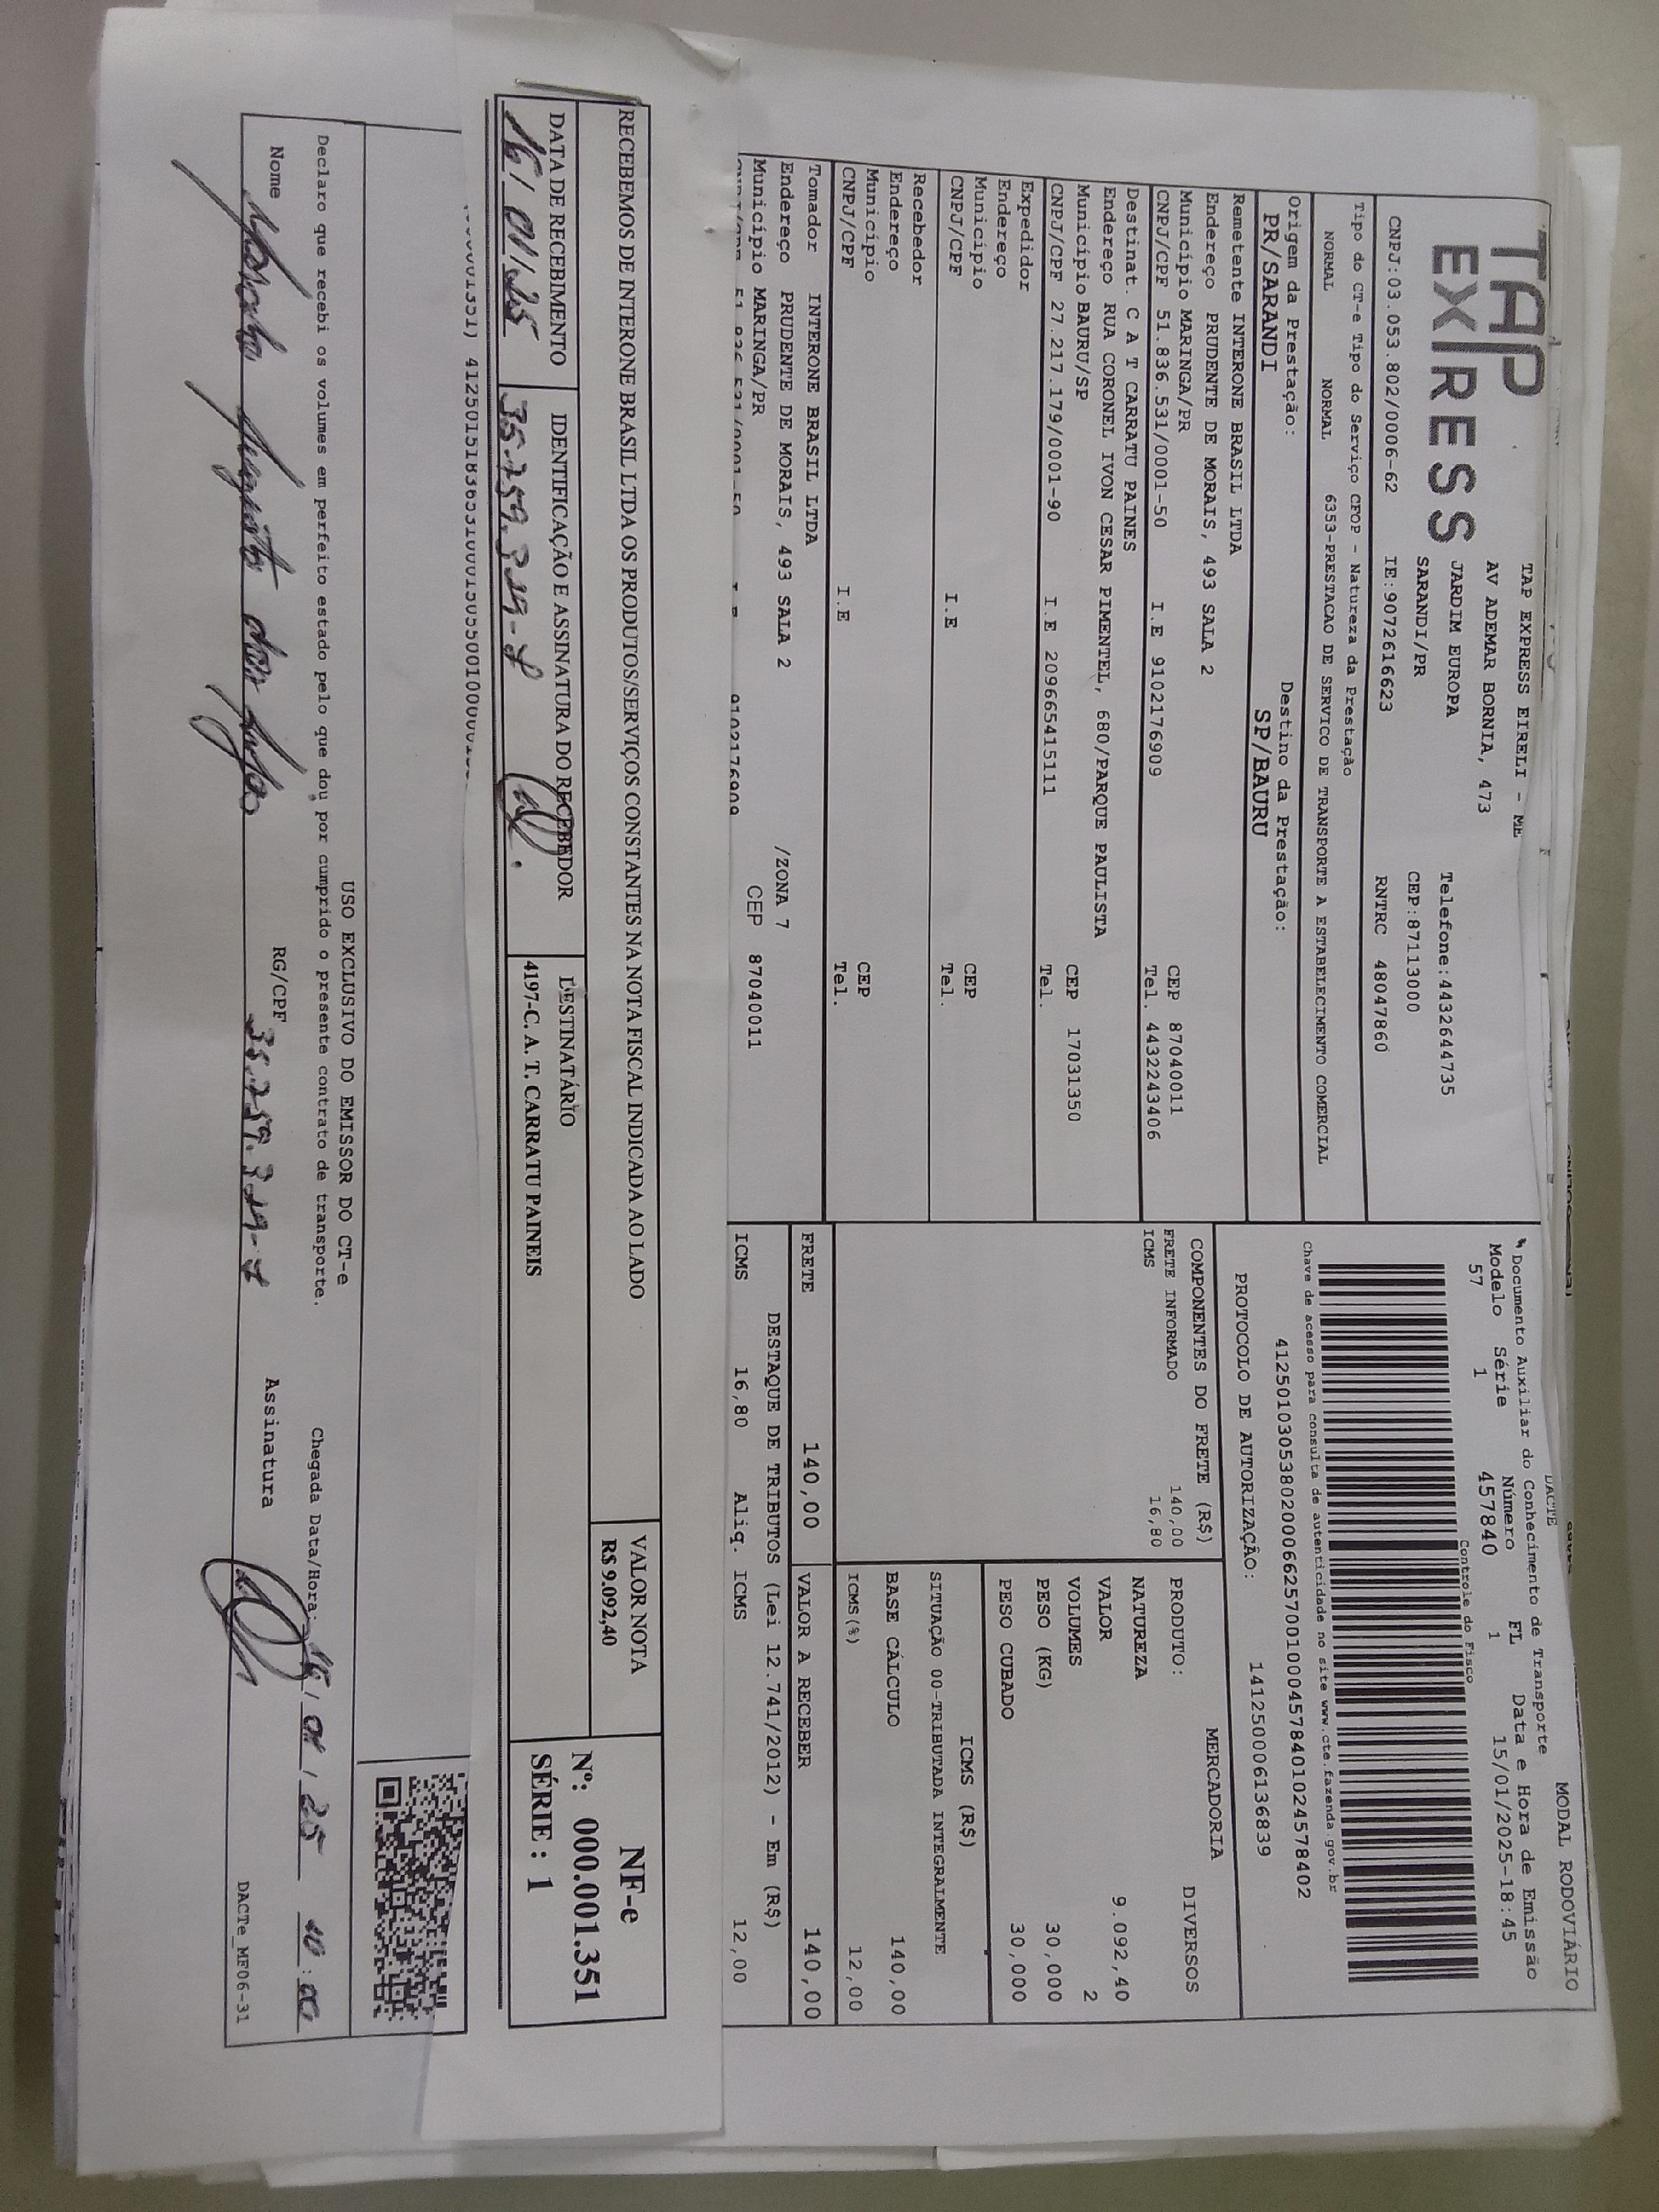 MODAL RODOVIÁRIO
DACTE
Documento Auxiliar do Conhecimento de Transporte
Modelo Série Número FL Data e Hora de Emissão
57 1 457840 1 15/01/2025-18:45
Controle do Fisco
TAP EXPRESS
TAP EXPRESS EIRELI - ME
AV ADEMAR BORNIA, 473
JARDIM EUROPA Telefone:4432644735
SARANDI/PR CEP:87113000
CNPJ:03.053.802/0006-62 IE:9072616623 RNTRC 48047860
Tipo do CT-e Tipo do Serviço CFOP - Natureza da Prestação
NORMAL NORMAL 6353-PRESTACAO DE SERVICO DE TRANSPORTE A ESTABELECIMENTO COMERCIAL
Chave de acesso para consulta de autenticidade no site www.cte.fazenda.gov.br
41250103053802000662570010004578401024578402
Origem da Prestação: Destino da Prestação:
PR/SARANDI SP/BAURU
PROTOCOLO DE AUTORIZAÇÃO: 141250006136839
Remetente INTERONE BRASIL LTDA
Endereço PRUDENTE DE MORAIS, 493 SALA 2
Município MARINGA/PR CEP 87040011
CNPJ/CPF 51.836.531/0001-50 I.E 9102176909 Tel. 4432243406
Destinat. C A T CARRATU PAINES
Endereço RUA CORONEL IVON CESAR PIMENTEL, 680/PARQUE PAULISTA
Município BAURU/SP CEP 17031350
CNPJ/CPF 27.217.179/0001-90 I.E 209665415111 Tel.
Expedidor
Endereço
Município CEP
CNPJ/CPF I.E Tel.
Recebedor
Endereço
Município CEP
CNPJ/CPF I.E Tel.
Tomador INTERONE BRASIL LTDA
Endereço PRUDENTE DE MORAIS, 493 SALA 2 /ZONA 7
Município MARINGA/PR CEP 87040011
COMPONENTES DO FRETE (R$)
FRETE INFORMADO 140,00
ICMS 16,80
MERCADORIA
PRODUTO: DIVERSOS
NATUREZA
VALOR 9.092,40
VOLUMES 2
PESO (KG) 30,000
PESO CUBADO 30,000
ICMS (R$)
SITUAÇÃO 00-TRIBUTADA INTEGRALMENTE
BASE CÁLCULO 140,00
ICMS(%) 12,00
FRETE 140,00 VALOR A RECEBER 140,00
DESTAQUE DE TRIBUTOS (Lei 12.741/2012) - Em (R$)
ICMS 16,80 Aliq. ICMS 12,00
RECEBEMOS DE INTERONE BRASIL LTDA OS PRODUTOS/SERVIÇOS CONSTANTES NA NOTA FISCAL INDICADA AO LADO
VALOR NOTA
R$ 9.092,40
NF-e
Nº: 000.001.351
SÉRIE : 1
DATA DE RECEBIMENTO IDENTIFICAÇÃO E ASSINATURA DO RECEBEDOR DESTINATÁRIO
16/01/25 4197-C. A. T. CARRATU PAINEIS
USO EXCLUSIVO DO EMISSOR DO CT-e
Declaro que recebi os volumes em perfeito estado pelo que dou por cumprido o presente contrato de transporte.
Chegada Data/Hora: 16/01/25 10:00
Nome RG/CPF Assinatura
DACTe_MF06-31